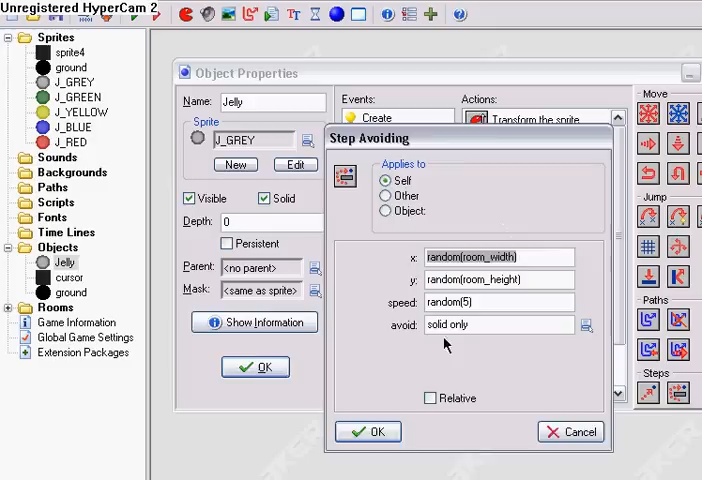 Unregistered HyperCam 2
Sprites
sprite4
ground
J_GREY
J_GREEN
J_YELLOW
J_BLUE
J_RED
Sounds
Backgrounds
Paths
Scripts
Fonts
Time Lines
Objects
Jelly
cursor
ground
Rooms
Game Information
Global Game Settings
Extension Packages
Object Properties
Name: Jelly
Sprite
J_GREY
New Edit
Visible Solid
Depth: 0
Persistent
Parent: <no parent>
Mask: <same as sprite>
Show Information
OK
Events:
Create
Actions:
Transform the sprite
Step Avoiding
Applies to
Self
Other
Object:
x: random(room_width)
y: random(room_height)
speed: random(5)
avoid: solid only
Relative
OK Cancel
Move
Jump
Paths
Steps